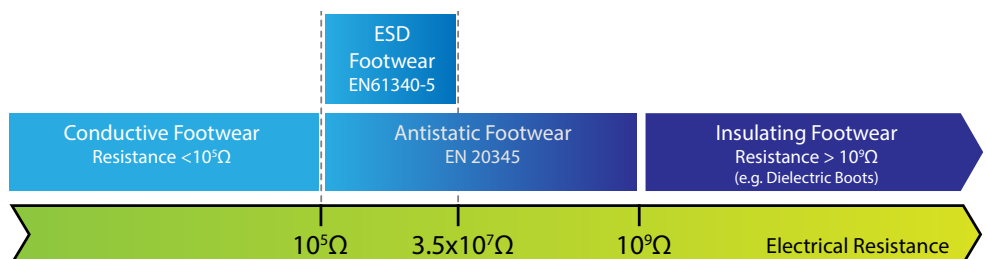 ESD
Footwear
EN61340-5
Conductive Footwear
Resistance <10⁵Ω
Antistatic Footwear
EN 20345
Insulating Footwear
Resistance > 10⁹Ω
(e.g. Dielectric Boots)
10⁵Ω
3.5x10⁷Ω
10⁹Ω
Electrical Resistance